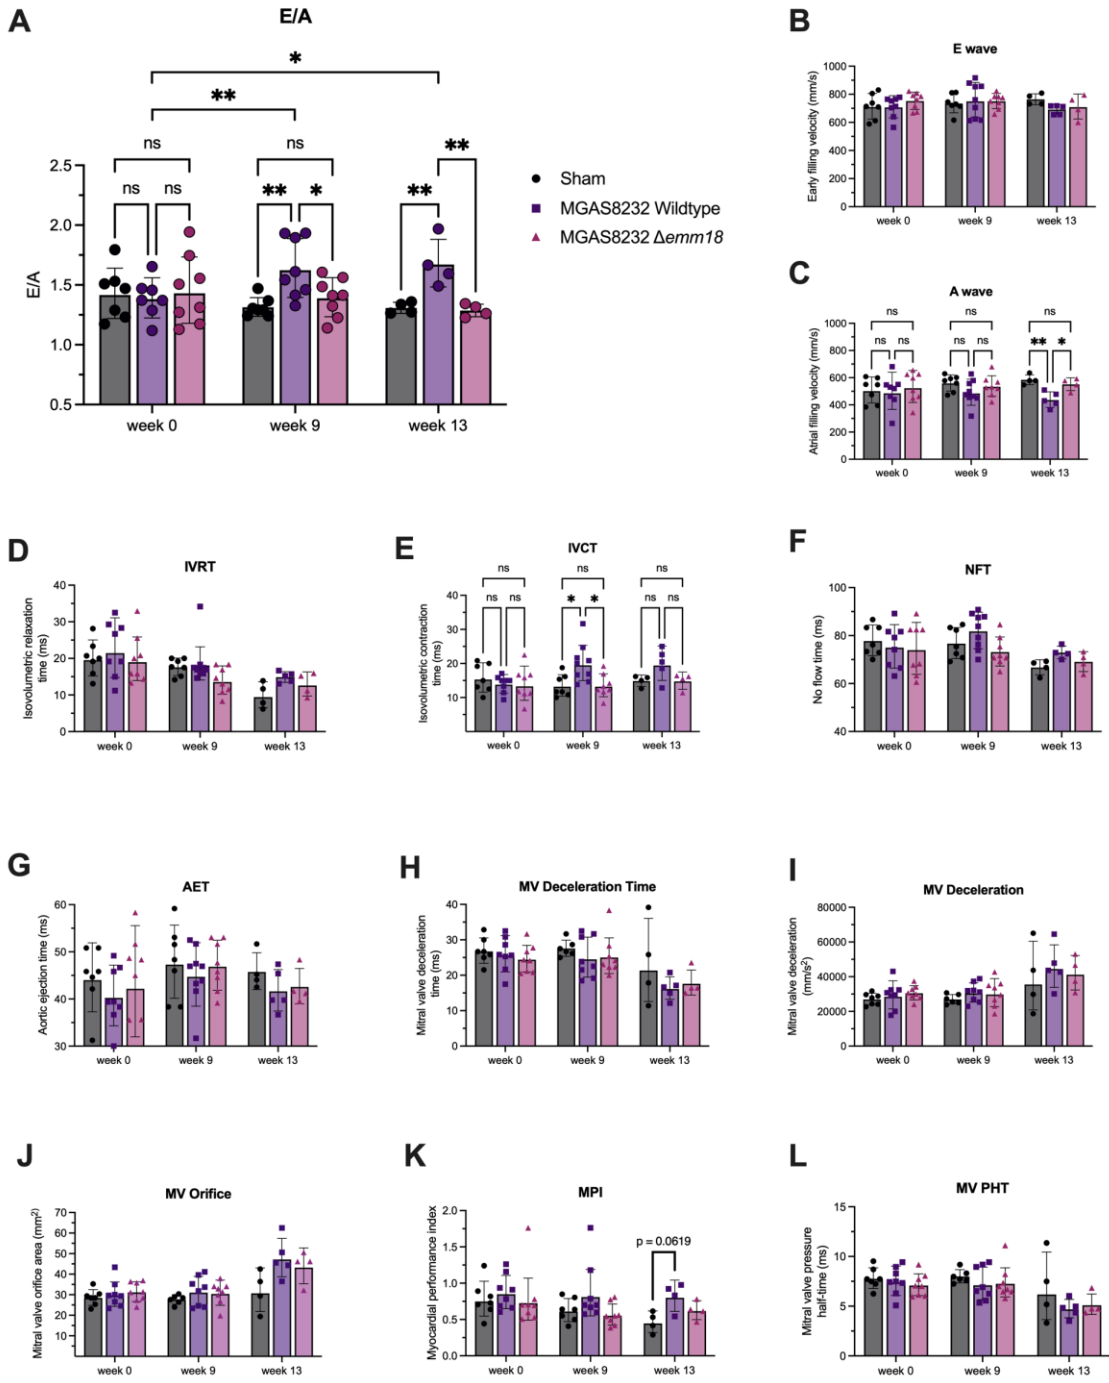 A
E/A
*
**
ns
ns
**
ns
ns
**
*
**
2.5
2.0
1.5
1.0
0.5
E/A
week 0
week 9
week 13
Sham
MGAS8232 Wildtype
MGAS8232 Δemm18
B
E wave
Early filling velocity (mm/s)
1000
800
600
400
200
0
week 0
week 9
week 13
C
A wave
Atrial filling velocity (mm/s)
1000
800
600
400
200
0
ns
ns
ns
ns
ns
ns
ns
ns
ns
**
*
week 0
week 9
week 13
D
IVRT
Isovolumetric relaxation
time (ms)
40
30
20
10
0
week 0
week 9
week 13
E
IVCT
Isovolumetric contraction
time (ms)
40
30
20
10
0
ns
ns
ns
ns
ns
*
*
ns
ns
week 0
week 9
week 13
F
NFT
No flow time (ms)
100
80
60
40
week 0
week 9
week 13
G
AET
Aortic ejection time (ms)
60
50
40
30
week 0
week 9
week 13
H
MV Deceleration Time
Mitral valve deceleration
time (ms)
40
30
20
10
0
week 0
week 9
week 13
I
MV Deceleration
Mitral valve deceleration
(mm/s²)
80000
60000
40000
20000
0
week 0
week 9
week 13
J
MV Orifice
Mitral valve orifice area (mm²)
70
60
50
40
30
20
10
week 0
week 9
week 13
K
MPI
Myocardial performance index
2.0
1.5
1.0
0.5
0.0
p = 0.0619
week 0
week 9
week 13
L
MV PHT
Mitral valve pressure
half-time (ms)
15
10
5
0
week 0
week 9
week 13